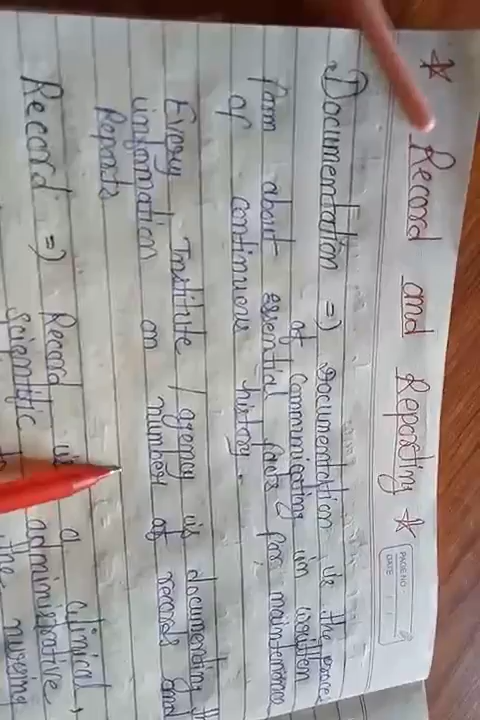 * Record and Reporting *
PAGE NO.
DATE
Documentation => Documentation is the process
of communicating in written
form about essential facts for maintenance
of continuous history.
Every Institute / agency is documenting
information on number of records and
Reports
Record => Record is a clinical,
scientific administrative
nursing